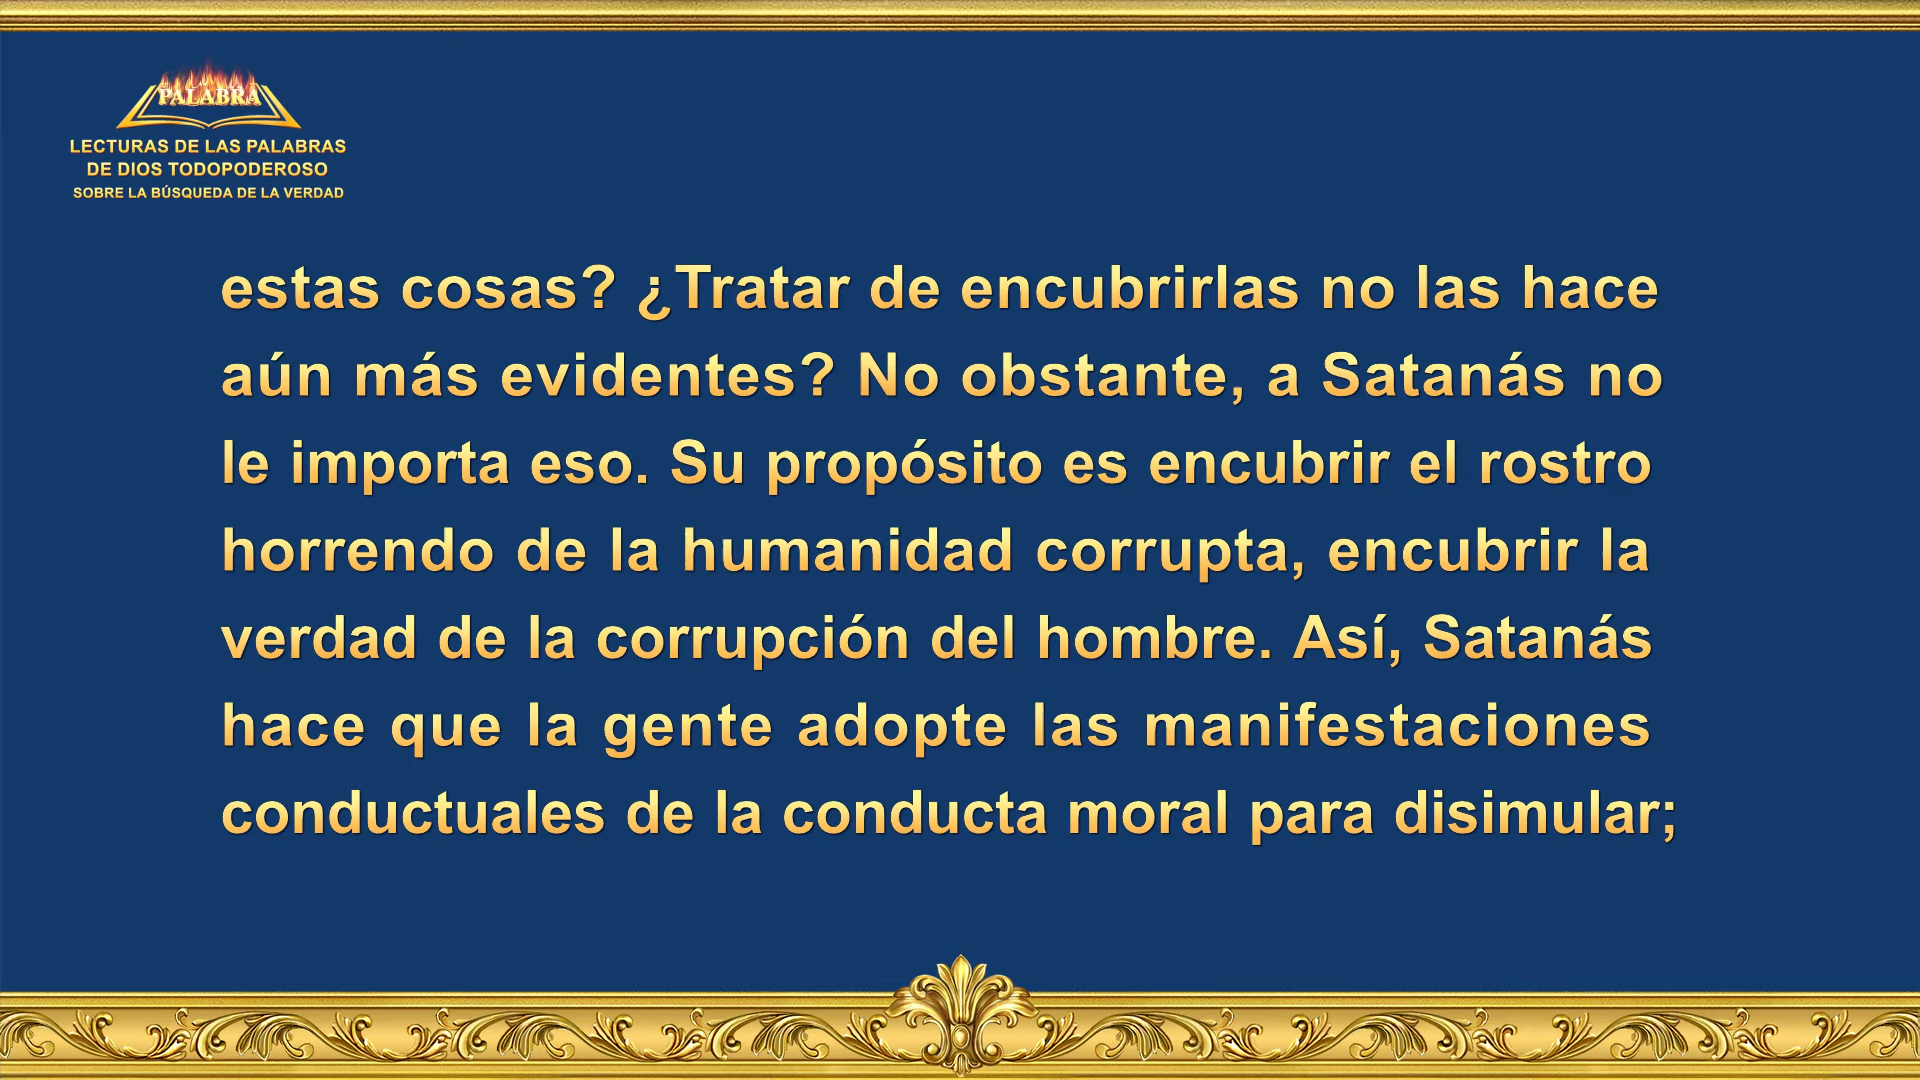 PALABRA
LECTURAS DE LAS PALABRAS
DE DIOS TODOPODEROSO
SOBRE LA BÚSQUEDA DE LA VERDAD
estas cosas? ¿Tratar de encubrirlas no las hace
aún más evidentes? No obstante, a Satanás no
le importa eso. Su propósito es encubrir el rostro
horrendo de la humanidad corrupta, encubrir la
verdad de la corrupción del hombre. Así, Satanás
hace que la gente adopte las manifestaciones
conductuales de la conducta moral para disimular;